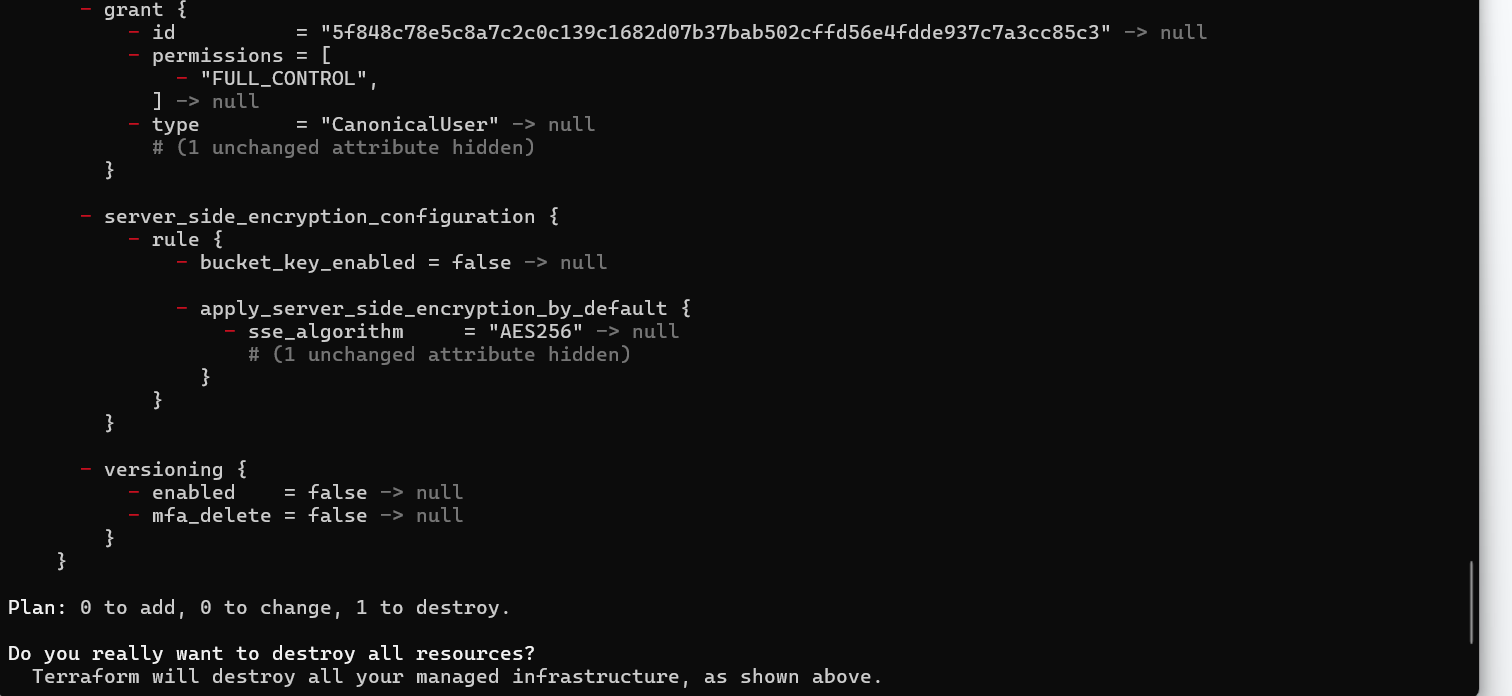 - grant {
- id          = "5f848c78e5c8a7c2c0c139c1682d07b37bab502cffd56e4fdde937c7a3cc85c3" -> null
- permissions = [
- "FULL_CONTROL",
] -> null
- type        = "CanonicalUser" -> null
# (1 unchanged attribute hidden)
}
- server_side_encryption_configuration {
- rule {
- bucket_key_enabled = false -> null
- apply_server_side_encryption_by_default {
- sse_algorithm     = "AES256" -> null
# (1 unchanged attribute hidden)
}
}
}
- versioning {
- enabled    = false -> null
- mfa_delete = false -> null
}
}
Plan: 0 to add, 0 to change, 1 to destroy.
Do you really want to destroy all resources?
Terraform will destroy all your managed infrastructure, as shown above.